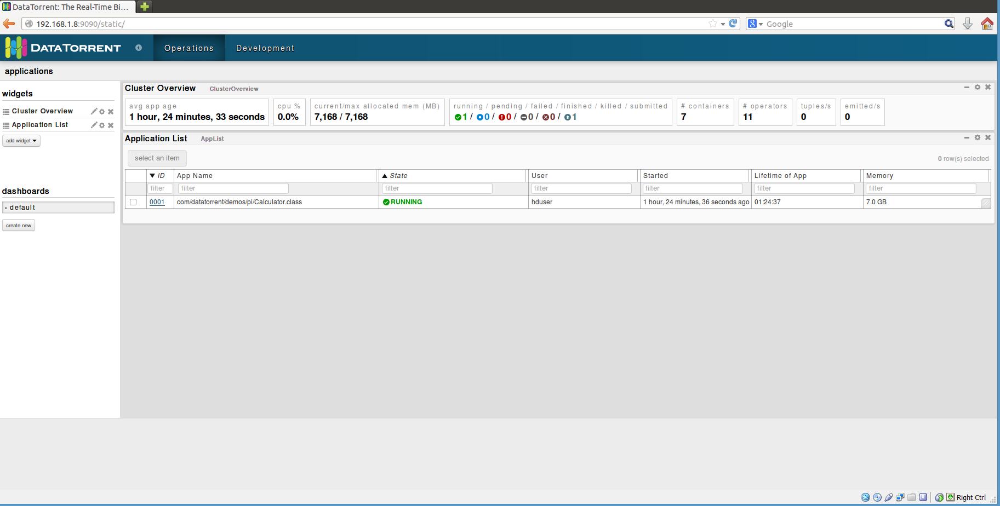 DataTorrent: The Real-Time Bi...
192.168.1.8:9090/static/
Google
DATATORRENT
Operations
Development
applications
widgets
Cluster Overview
Application List
add widget
dashboards
default
create new
Cluster Overview ClusterOverview
avg app age
1 hour, 24 minutes, 33 seconds
cpu %
0.0%
current/max allocated mem (MB)
7,168 / 7,168
running / pending / failed / finished / killed / submitted
1 / 0 / 0 / 0 / 0 / 1
# containers
7
# operators
11
tuples/s
0
emitted/s
0
Application List AppList
select an item
0 row(s) selected
ID App Name State User Started Lifetime of App Memory
filter filter filter filter filter filter filter
0001 com/datatorrent/demos/pi/Calculator.class RUNNING hduser 1 hour, 24 minutes, 36 seconds ago 01:24:37 7.0 GB
Right Ctrl